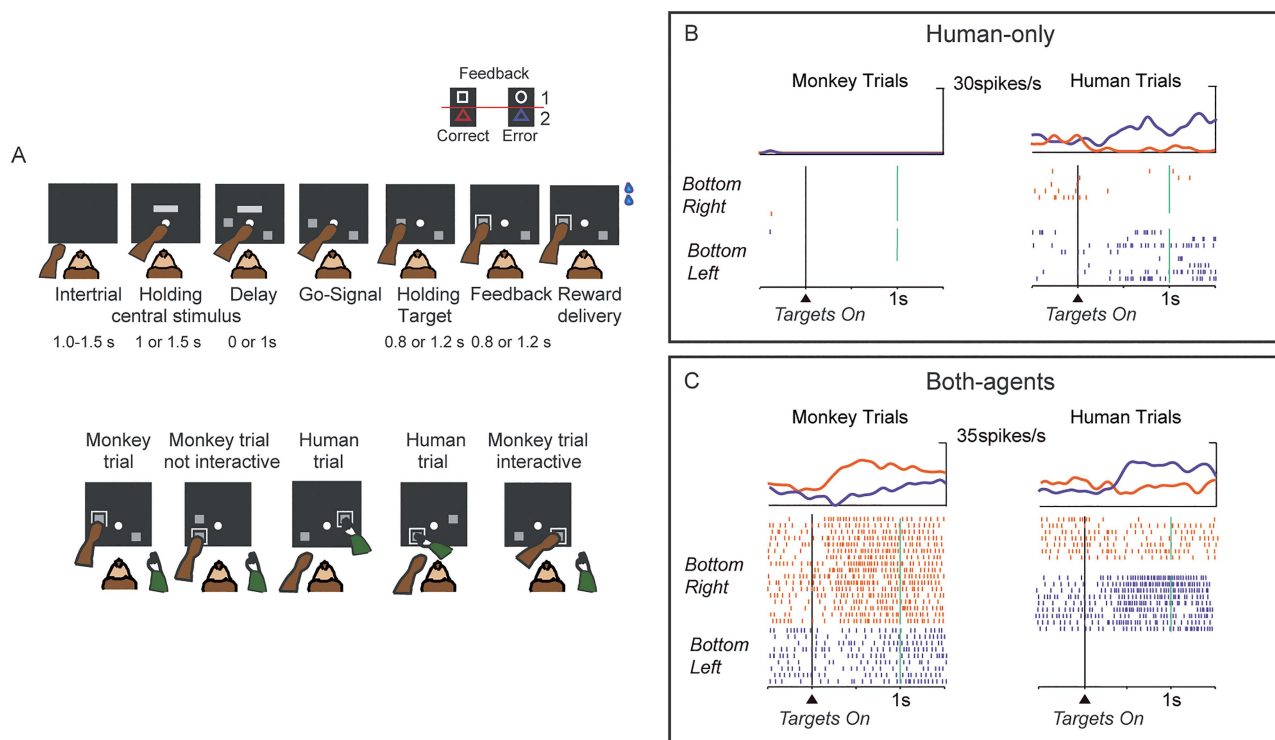 A
Feedback
1
2
Correct Error
Intertrial
1.0-1.5 s
Holding
central stimulus
1 or 1.5 s
Delay
0 or 1s
Go-Signal
Holding
Target
0.8 or 1.2 s
Feedback
0.8 or 1.2 s
Reward
delivery
Monkey
trial
Monkey trial
not interactive
Human
trial
Human
trial
Monkey trial
interactive
B
Human-only
Monkey Trials
30spikes/s
Human Trials
Bottom
Right
Bottom
Left
1s
Targets On
1s
Targets On
C
Both-agents
Monkey Trials
35spikes/s
Human Trials
Bottom
Right
Bottom
Left
1s
Targets On
1s
Targets On